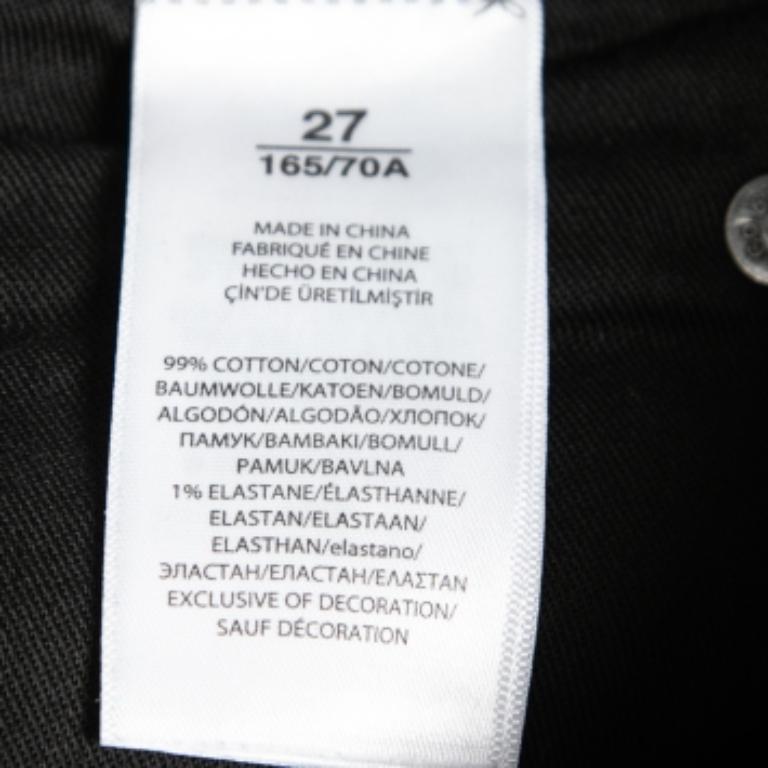 27
165/70A
MADE IN CHINA
FABRIQUÉ EN CHINE
HECHO EN CHINA
ÇİN'DE ÜRETİLMİŞTİR
99% COTTON/COTON/COTONE/
BAUMWOLLE/KATOEN/BOMULD/
ALGODÓN/ALGODÃO/ХЛОПОК/
ПАМУК/BAMBAKI/BOMULL/
PAMUK/BAVLNA
1% ELASTANE/ÉLASTHANNE/
ELASTAN/ELASTAAN/
ELASTHAN/elastano/
ЭЛАСТАН/ЕЛАСТАН/ΕΛΑΣΤΑΝ
EXCLUSIVE OF DECORATION/
SAUF DÉCORATION